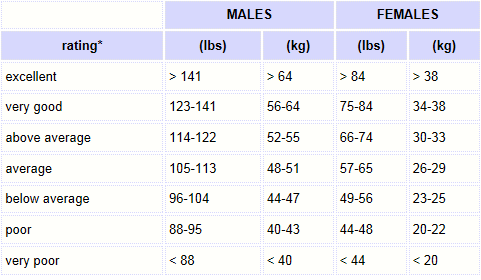 MALES FEMALES
rating* (lbs) (kg) (lbs) (kg)
excellent > 141 > 64 > 84 > 38
very good 123-141 56-64 75-84 34-38
above average 114-122 52-55 66-74 30-33
average 105-113 48-51 57-65 26-29
below average 96-104 44-47 49-56 23-25
poor 88-95 40-43 44-48 20-22
very poor < 88 < 40 < 44 < 20